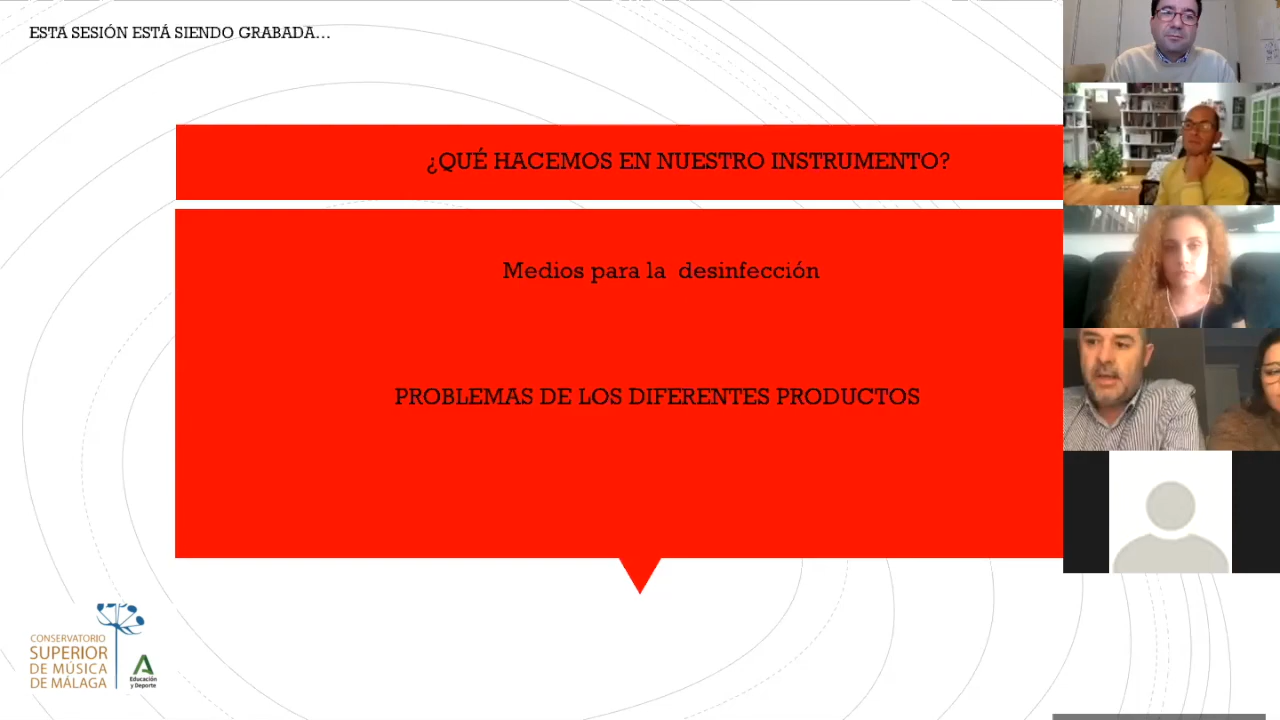 ESTA SESIÓN ESTÁ SIENDO GRABADA...
¿QUÉ HACEMOS EN NUESTRO INSTRUMENTO?
Medios para la desinfección
PROBLEMAS DE LOS DIFERENTES PRODUCTOS
CONSERVATORIO
SUPERIOR
DE MÚSICA
DE MÁLAGA
Educación
y Deporte